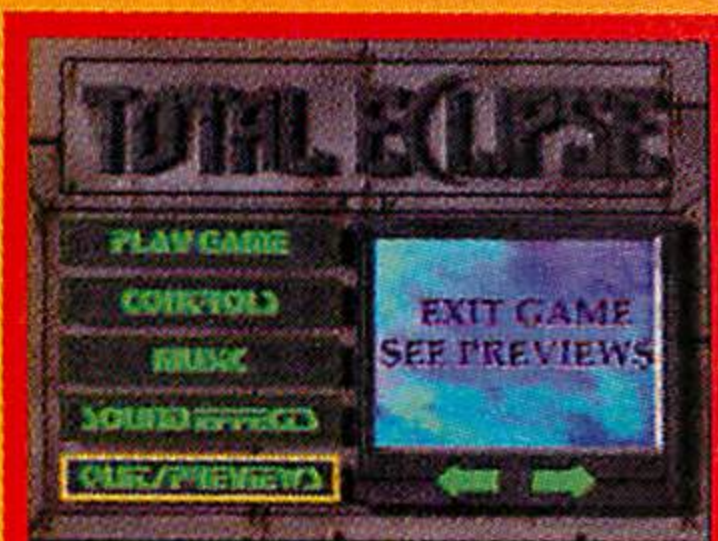 TOTAL ECLIPSE
PLAY GAME
CONTROLS
MUSIC
SOUND EFFECTS
QUIT/PREVIEWS
EXIT GAME
SEE PREVIEWS